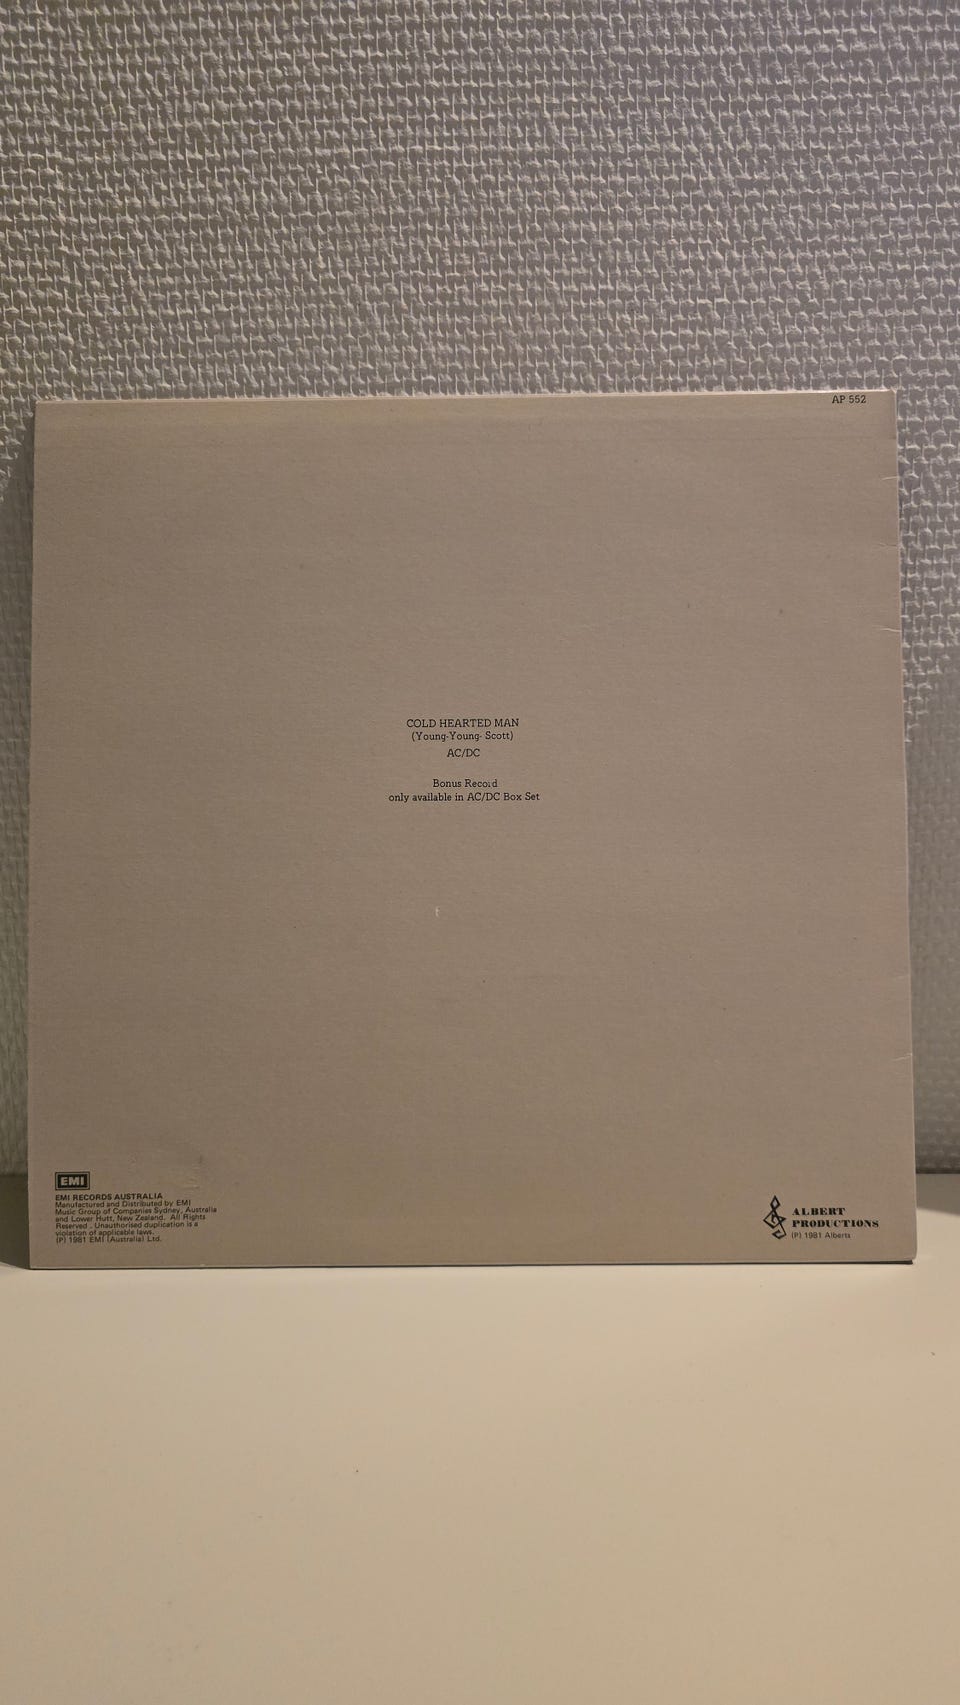 AP 552
COLD HEARTED MAN
(Young-Young- Scott)
AC/DC
Bonus Record
only available in AC/DC Box Set
EMI
EMI RECORDS AUSTRALIA
Manufactured and Distributed by EMI
Music Group of Companies Sydney, Australia
and Lower Hutt, New Zealand. All Rights
Reserved . Unauthorised duplication is a
violation of applicable laws.
(P) 1981 EMI (Australia) Ltd.
ALBERT
PRODUCTIONS
(P) 1981 Alberts